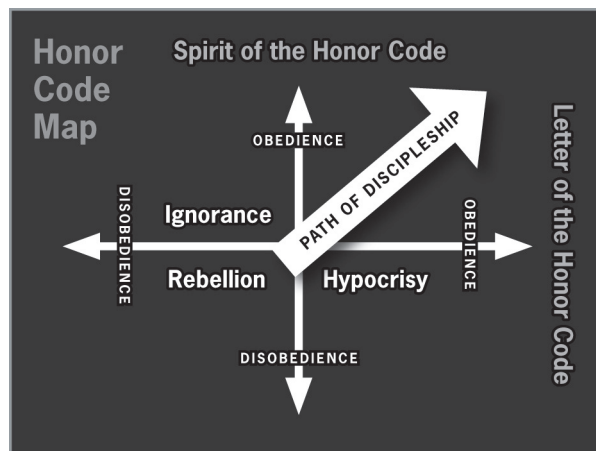 Honor
Code
Map
Spirit of the Honor Code
OBEDIENCE
PATH OF DISCIPLESHIP
Letter of the Honor Code
DISOBEDIENCE
Ignorance
OBEDIENCE
Rebellion
Hypocrisy
DISOBEDIENCE